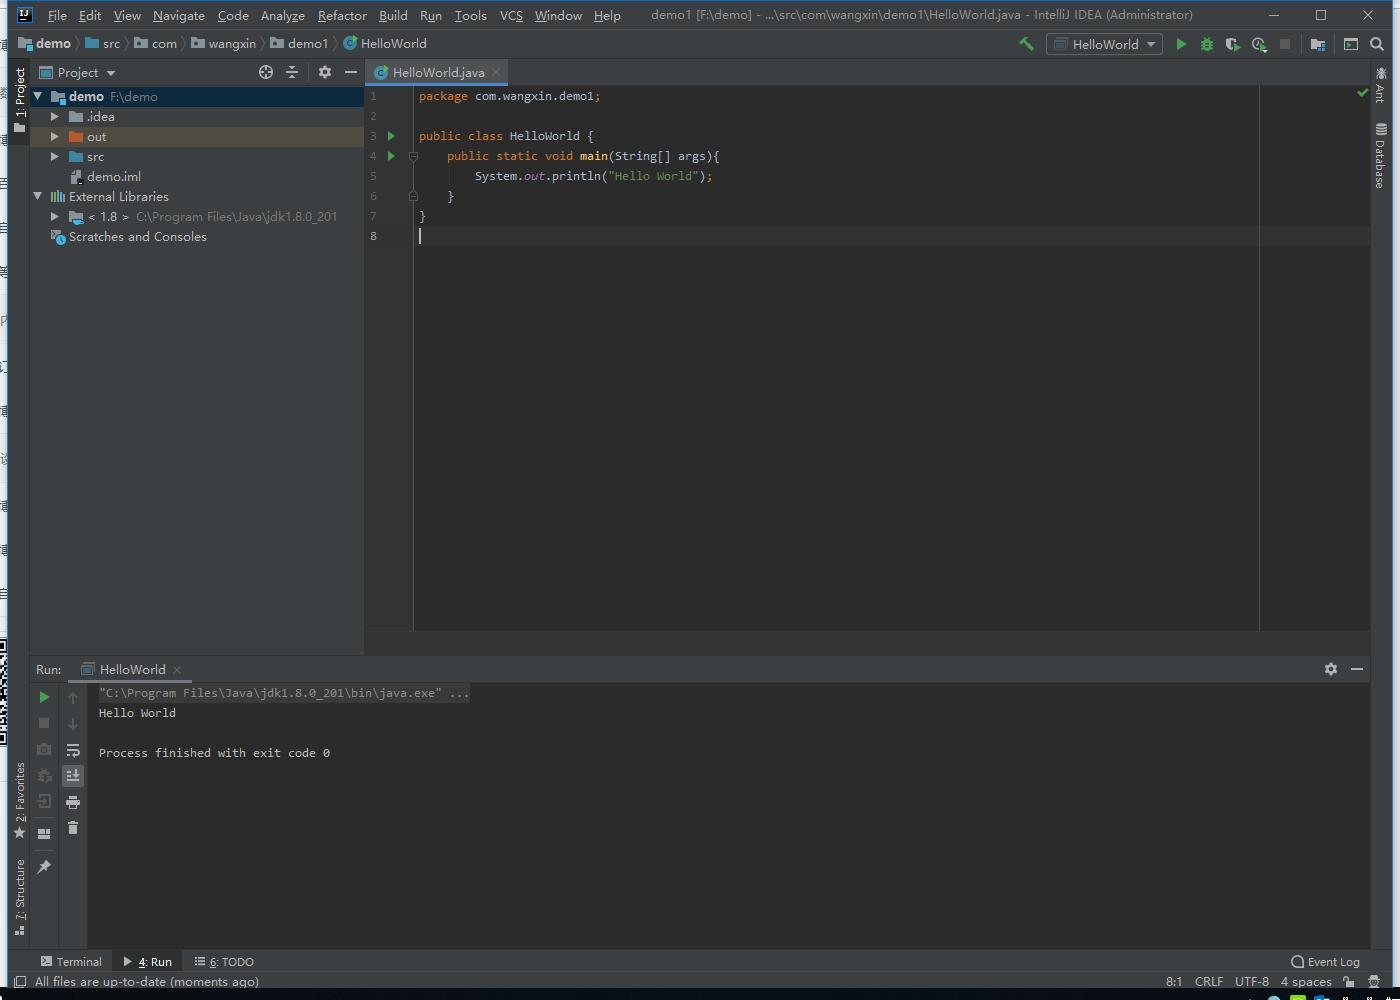 File Edit View Navigate Code Analyze Refactor Build Run Tools VCS Window Help demo1 [F:\demo] - ...\src\com\wangxin\demo1\HelloWorld.java - IntelliJ IDEA (Administrator)
demo src com wangxin demo1 HelloWorld HelloWorld
1: Project
Project
HelloWorld.java
demo F:\demo
.idea
out
src
demo.iml
External Libraries
< 1.8 > C:\Program Files\Java\jdk1.8.0_201
Scratches and Consoles
1 package com.wangxin.demo1;
2
3 public class HelloWorld {
4 public static void main(String[] args){
5 System.out.println("Hello World");
6 }
7 }
8
Ant
Database
Run: HelloWorld
"C:\Program Files\Java\jdk1.8.0_201\bin\java.exe" ...
Hello World
Process finished with exit code 0
2: Favorites
7: Structure
Terminal 4: Run 6: TODO Event Log
All files are up-to-date (moments ago) 8:1 CRLF UTF-8 4 spaces